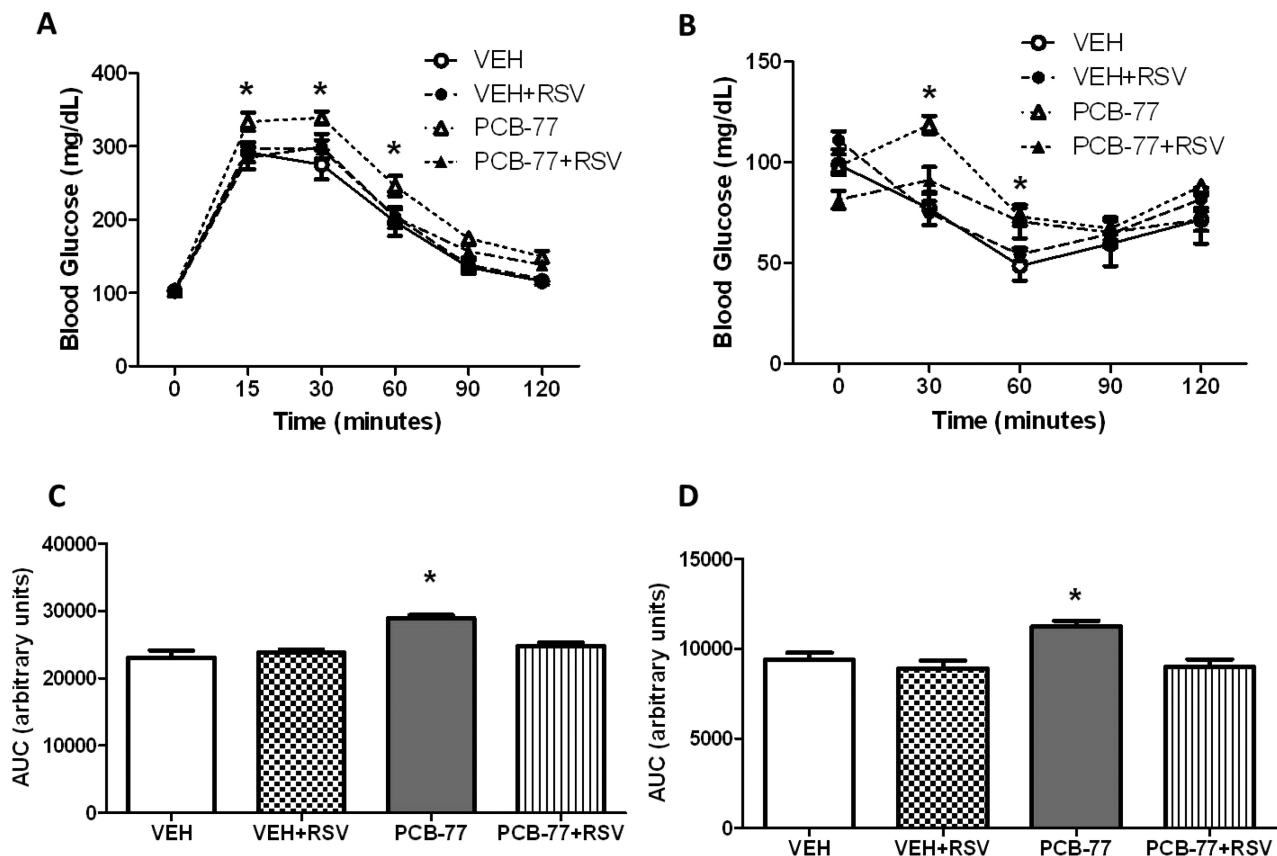 A
VEH
VEH+RSV
PCB-77
PCB-77+RSV
400
300
200
100
0
Blood Glucose (mg/dL)
* * *
0 15 30 60 90 120
Time (minutes)
B
VEH
VEH+RSV
PCB-77
PCB-77+RSV
150
100
50
0
Blood Glucose (mg/dL)
* *
0 30 60 90 120
Time (minutes)
C
40000
30000
20000
10000
0
AUC (arbitrary units)
*
VEH VEH+RSV PCB-77 PCB-77+RSV
D
15000
10000
5000
0
AUC (arbitrary units)
*
VEH VEH+RSV PCB-77 PCB-77+RSV